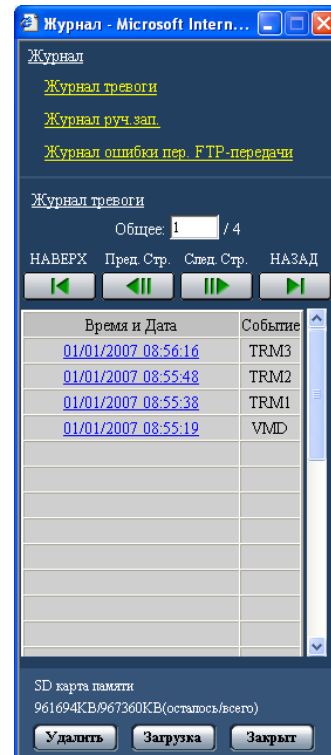 Журнал - Microsoft Intern...
Журнал
Журнал тревоги
Журнал руч.зап.
Журнал ошибки пер. FTP-передачи
Журнал тревоги
Общее: 1 / 4
НАВЕРХ Пред. Стр. След. Стр. НАЗАД
Время и Дата Событие
01/01/2007 08:56:16 TRM3
01/01/2007 08:55:48 TRM2
01/01/2007 08:55:38 TRM1
01/01/2007 08:55:19 VMD
SD карта памяти
961694KB/967360KB(осталось/всего)
Удалить Загрузка Закрыт